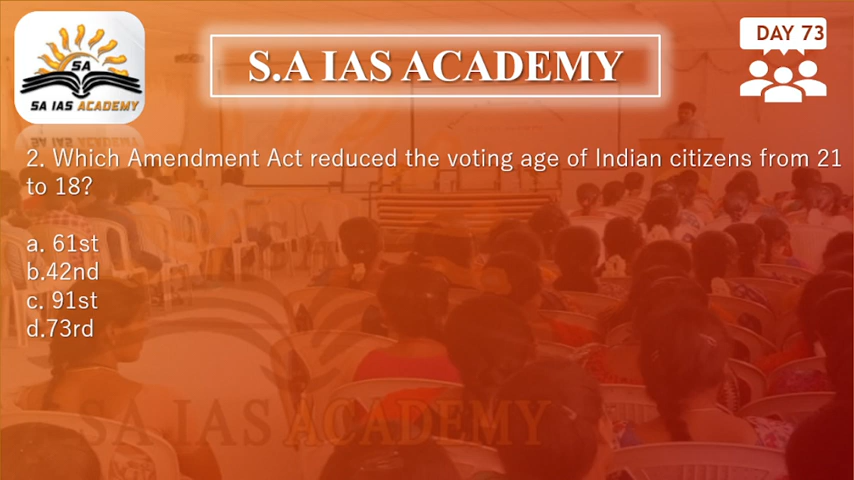 SA
SA IAS ACADEMY
S.A IAS ACADEMY
DAY 73
2. Which Amendment Act reduced the voting age of Indian citizens from 21
to 18?
a. 61st
b.42nd
c. 91st
d.73rd
SA IAS ACADEMY